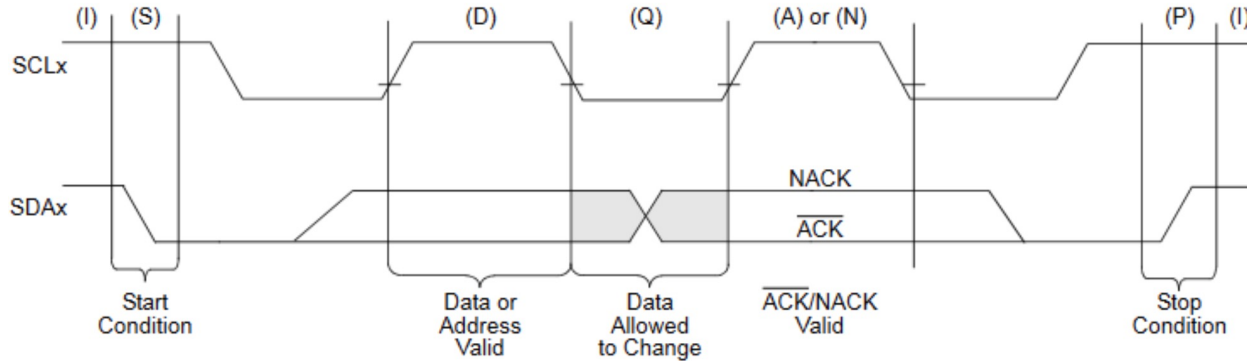 (I) (S) (D) (Q) (A) or (N) (P) (I)
SCLx
NACK
SDAx
ACK
Start
Condition
Data or
Address
Valid
Data
Allowed
to Change
ACK/NACK
Valid
Stop
Condition